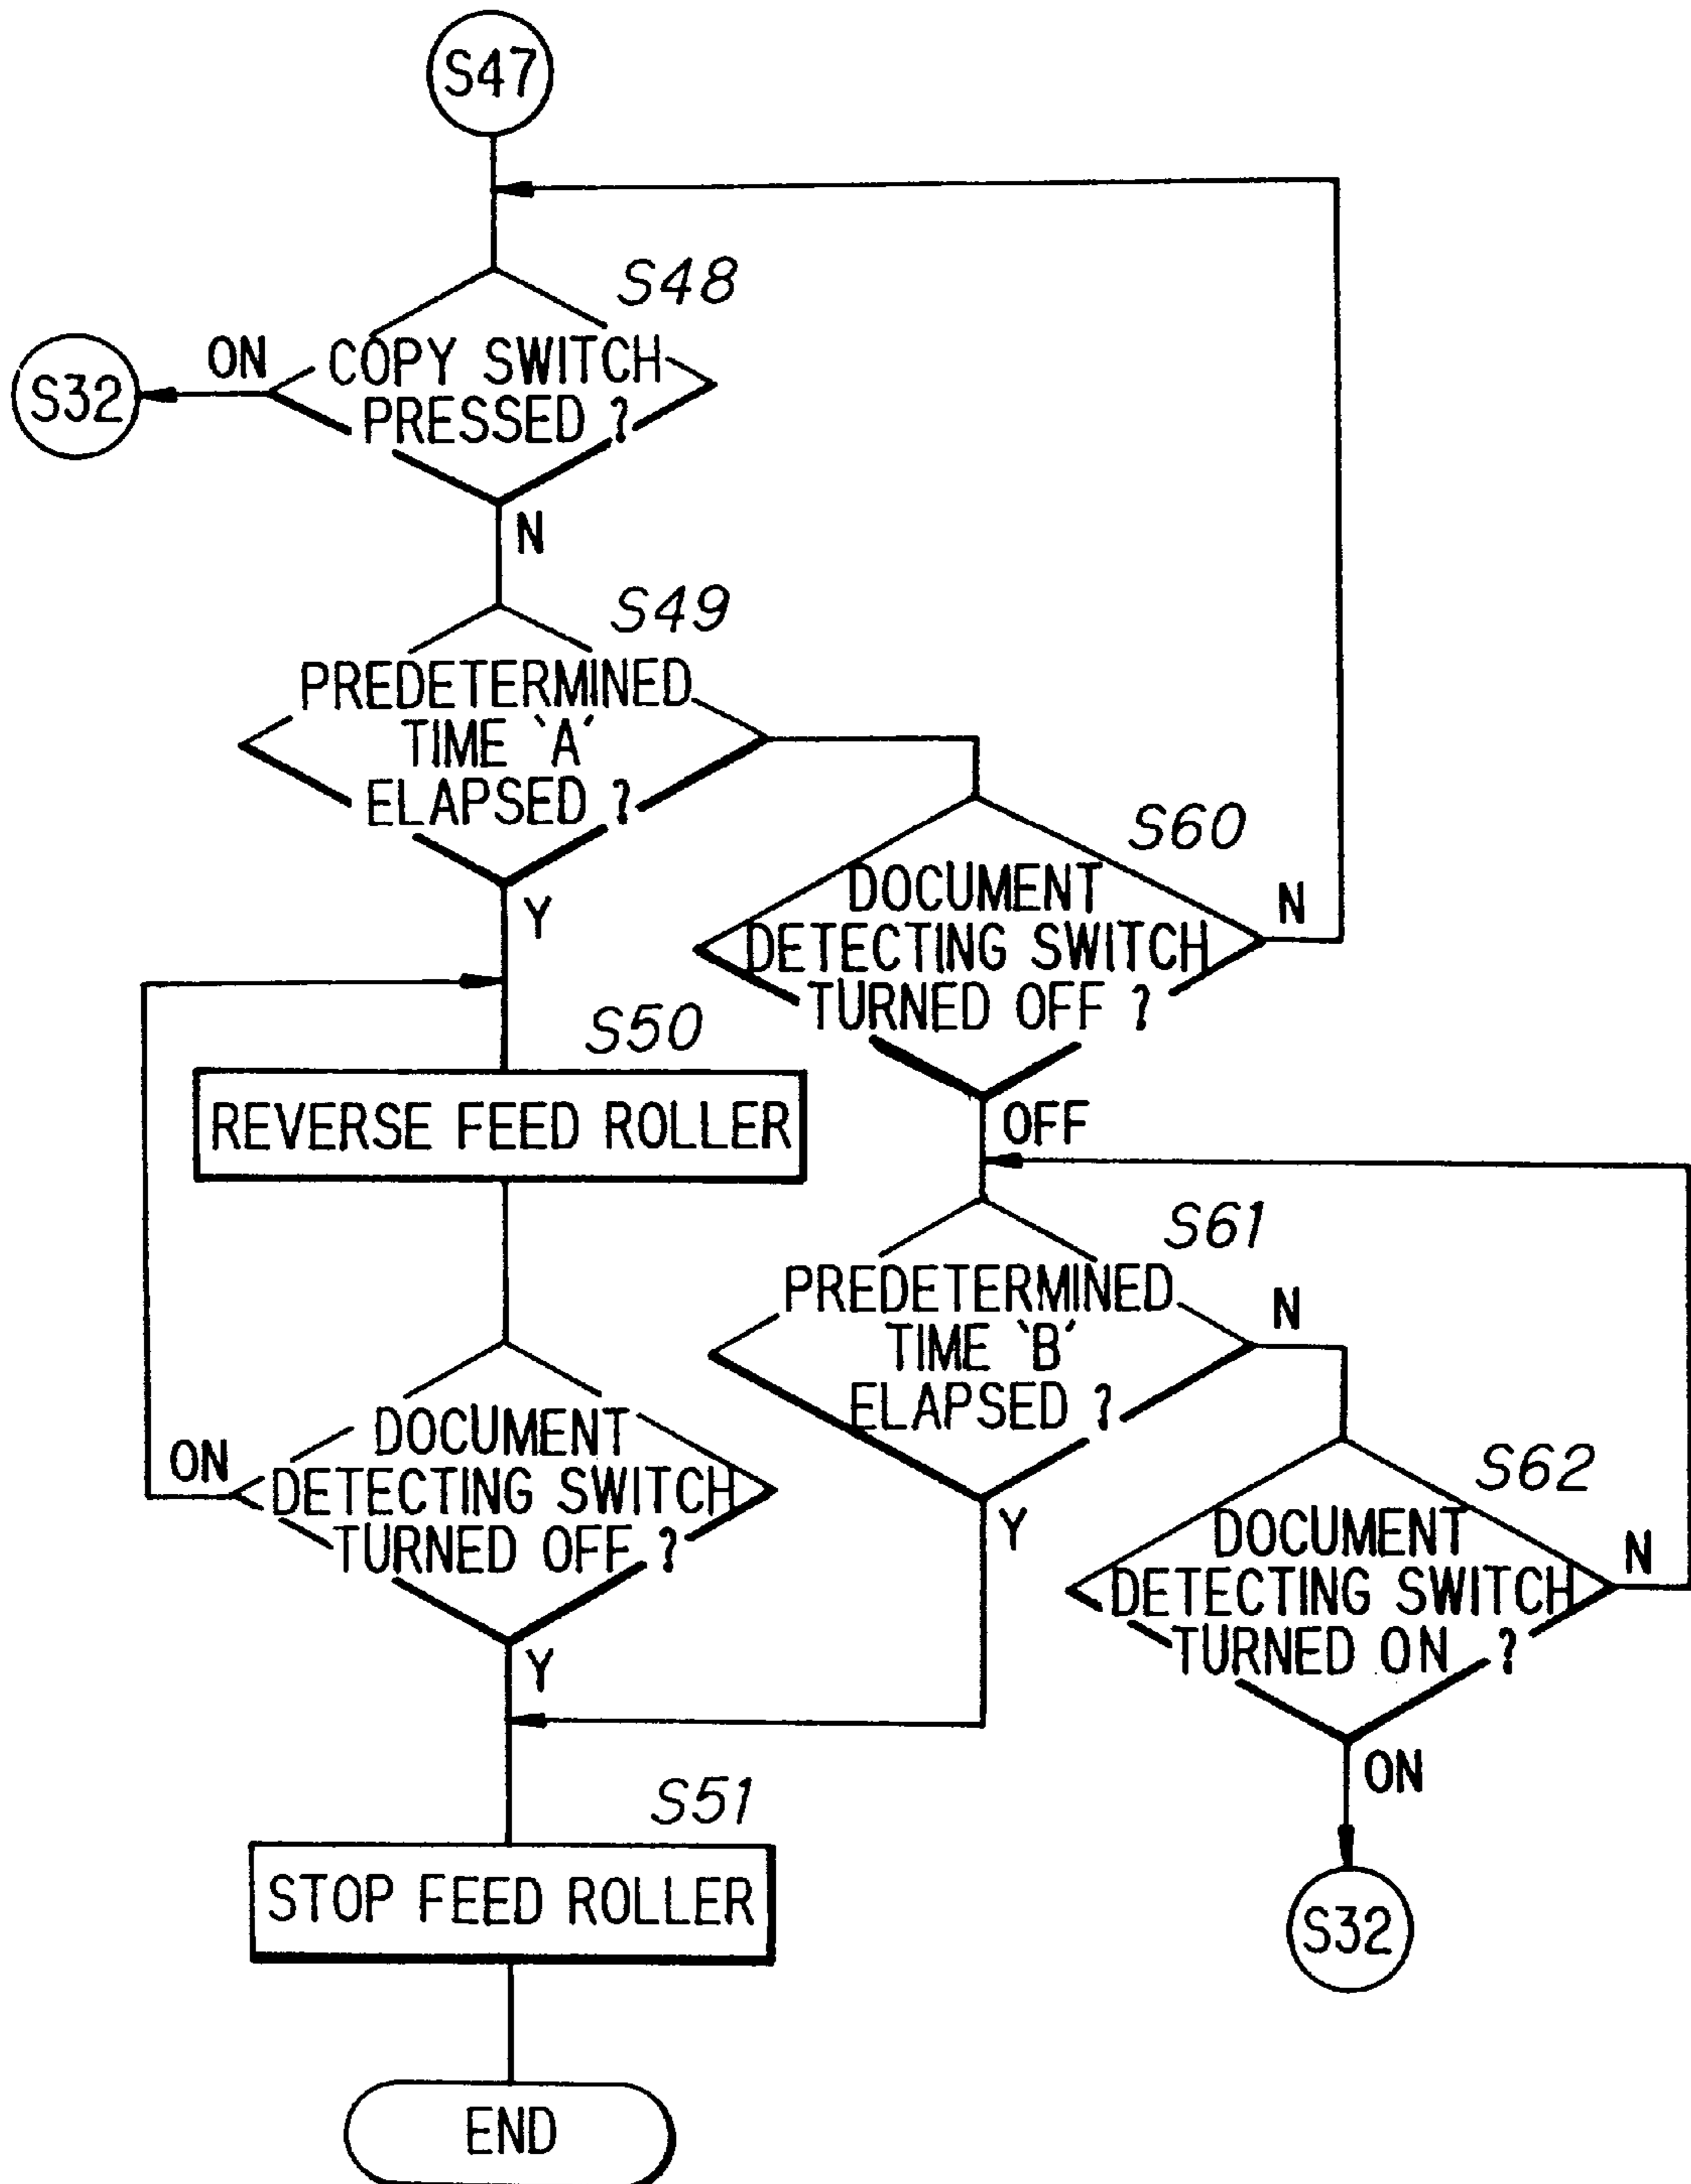 S47
S48
ON
COPY SWITCH
PRESSED ?
S32
N
S49
PREDETERMINED
TIME 'A'
ELAPSED ?
Y
S60
DOCUMENT
DETECTING SWITCH
TURNED OFF ?
N
OFF
S50
REVERSE FEED ROLLER
S61
PREDETERMINED
TIME 'B'
ELAPSED ?
N
Y
DOCUMENT
DETECTING SWITCH
TURNED OFF ?
ON
Y
S62
DOCUMENT
DETECTING SWITCH
TURNED ON ?
N
ON
S32
S51
STOP FEED ROLLER
END